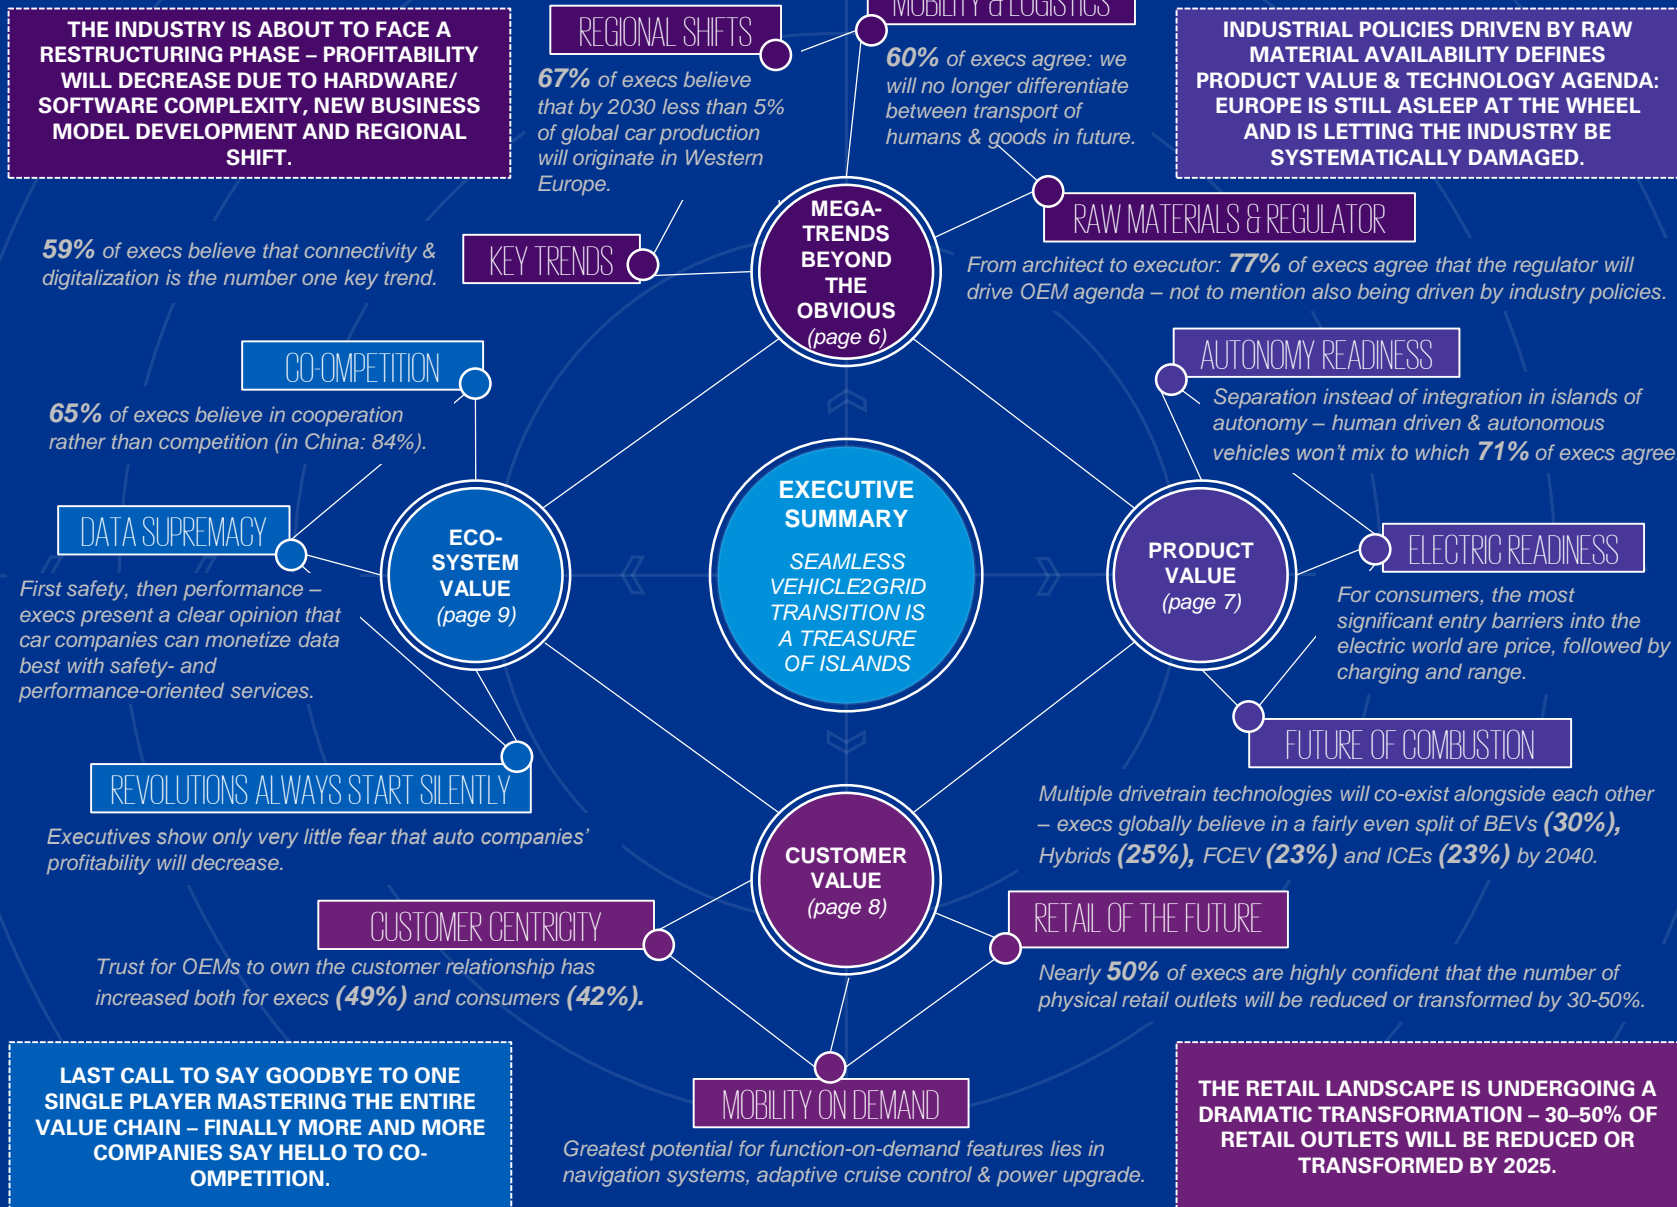 THE INDUSTRY IS ABOUT TO FACE A
RESTRUCTURING PHASE – PROFITABILITY
WILL DECREASE DUE TO HARDWARE/
SOFTWARE COMPLEXITY, NEW BUSINESS
MODEL DEVELOPMENT AND REGIONAL
SHIFT.
REGIONAL SHIFTS
67% of execs believe
that by 2030 less than 5%
of global car production
will originate in Western
Europe.
MOBILITY & LOGISTICS
60% of execs agree: we
will no longer differentiate
between transport of
humans & goods in future.
INDUSTRIAL POLICIES DRIVEN BY RAW
MATERIAL AVAILABILITY DEFINES
PRODUCT VALUE & TECHNOLOGY AGENDA:
EUROPE IS STILL ASLEEP AT THE WHEEL
AND IS LETTING THE INDUSTRY BE
SYSTEMATICALLY DAMAGED.
59% of execs believe that connectivity &
digitalization is the number one key trend.
KEY TRENDS
MEGA-
TRENDS
BEYOND
THE
OBVIOUS
(page 6)
RAW MATERIALS & REGULATOR
From architect to executor: 77% of execs agree that the regulator will
drive OEM agenda – not to mention also being driven by industry policies.
CO-OMPETITION
65% of execs believe in cooperation
rather than competition (in China: 84%).
AUTONOMY READINESS
Separation instead of integration in islands of
autonomy – human driven & autonomous
vehicles won't mix to which 71% of execs agree
DATA SUPREMACY
First safety, then performance –
execs present a clear opinion that
car companies can monetize data
best with safety- and
performance-oriented services.
ECO-
SYSTEM
VALUE
(page 9)
EXECUTIVE
SUMMARY
SEAMLESS
VEHICLE2GRID
TRANSITION IS
A TREASURE
OF ISLANDS
PRODUCT
VALUE
(page 7)
ELECTRIC READINESS
For consumers, the most
significant entry barriers into the
electric world are price, followed by
charging and range.
REVOLUTIONS ALWAYS START SILENTLY
Executives show only very little fear that auto companies'
profitability will decrease.
FUTURE OF COMBUSTION
Multiple drivetrain technologies will co-exist alongside each other
– execs globally believe in a fairly even split of BEVs (30%),
Hybrids (25%), FCEV (23%) and ICEs (23%) by 2040.
CUSTOMER
VALUE
(page 8)
CUSTOMER CENTRICITY
Trust for OEMs to own the customer relationship has
increased both for execs (49%) and consumers (42%).
RETAIL OF THE FUTURE
Nearly 50% of execs are highly confident that the number of
physical retail outlets will be reduced or transformed by 30-50%.
LAST CALL TO SAY GOODBYE TO ONE
SINGLE PLAYER MASTERING THE ENTIRE
VALUE CHAIN – FINALLY MORE AND MORE
COMPANIES SAY HELLO TO CO-
OMPETITION.
MOBILITY ON DEMAND
Greatest potential for function-on-demand features lies in
navigation systems, adaptive cruise control & power upgrade.
THE RETAIL LANDSCAPE IS UNDERGOING A
DRAMATIC TRANSFORMATION – 30–50% OF
RETAIL OUTLETS WILL BE REDUCED OR
TRANSFORMED BY 2025.